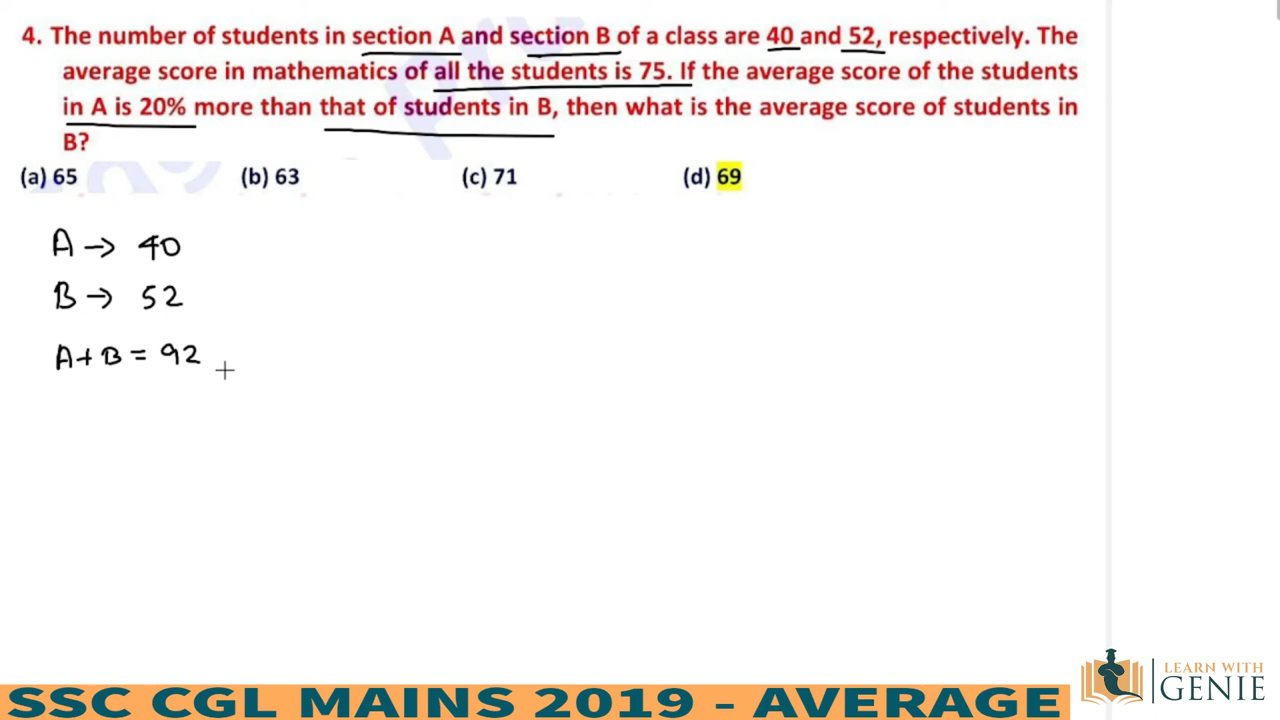 4. The number of students in section A and section B of a class are 40 and 52, respectively. The
average score in mathematics of all the students is 75. If the average score of the students
in A is 20% more than that of students in B, then what is the average score of students in
B?
(a) 65 (b) 63 (c) 71 (d) 69
A → 40
B → 52
A+B = 92
LEARN WITH
GENIE
SSC CGL MAINS 2019 - AVERAGE